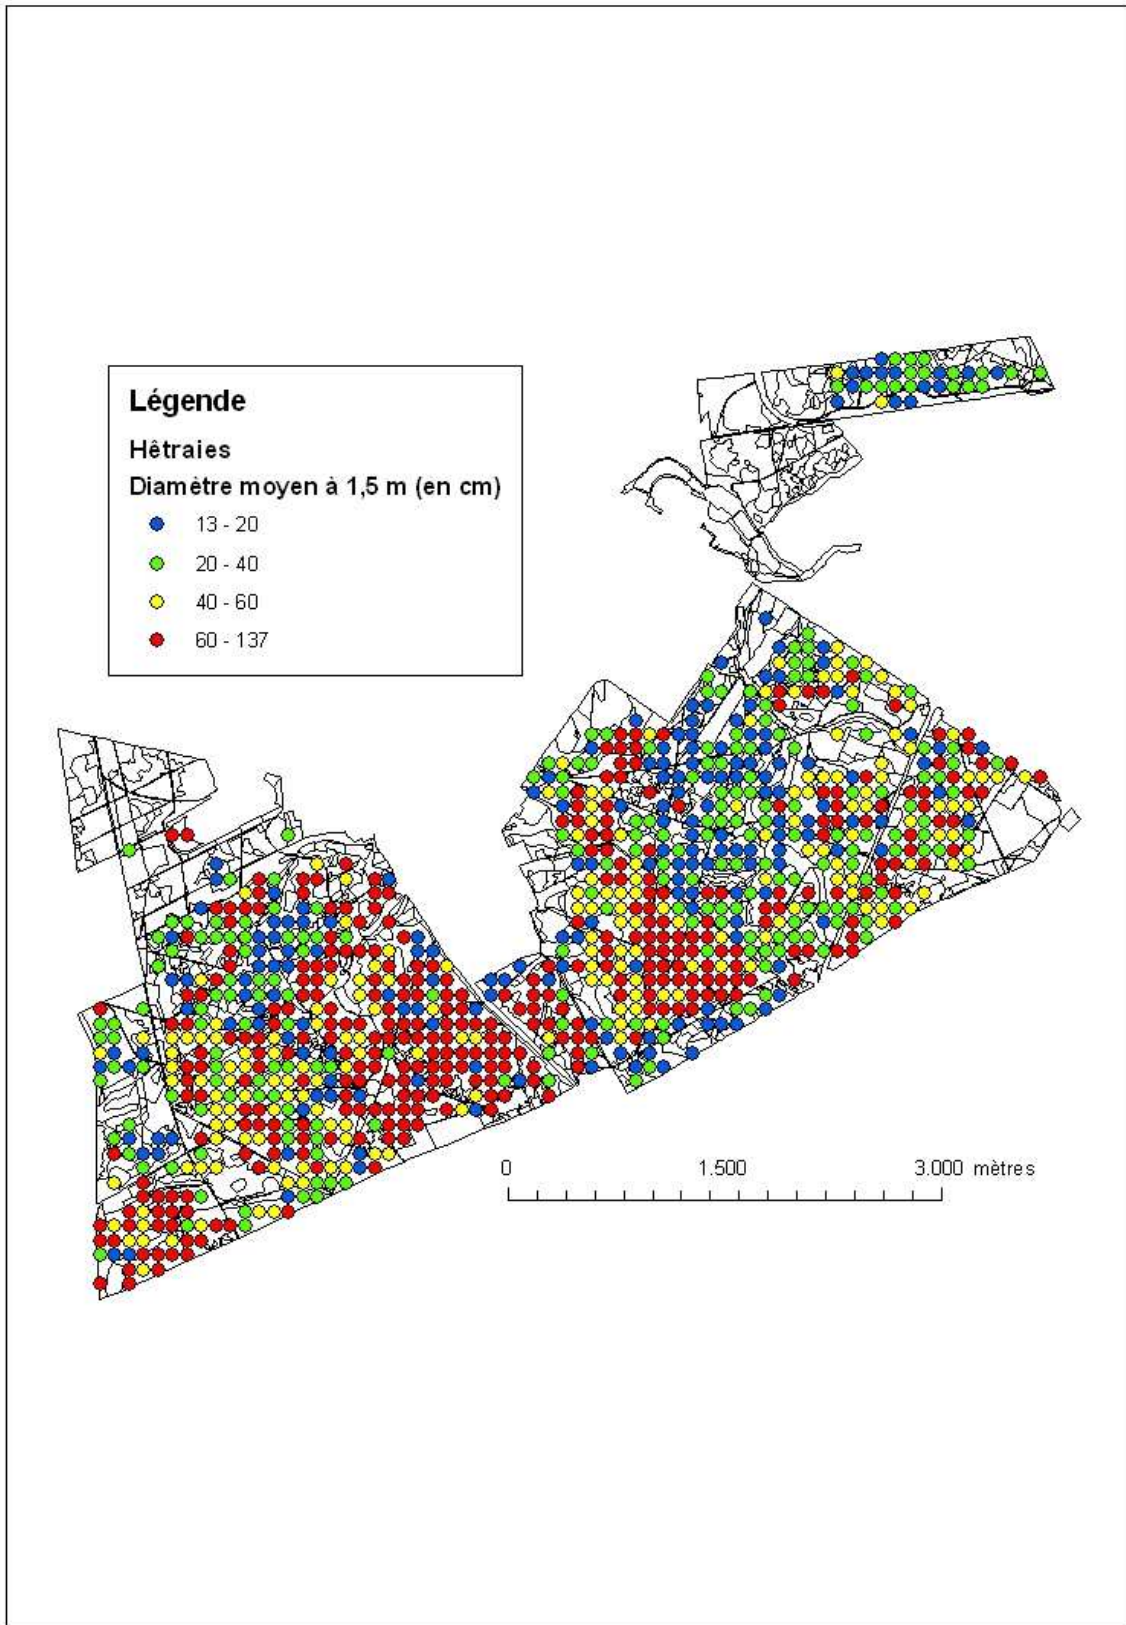 Légende
Hêtraies
Diamètre moyen à 1,5 m (en cm)
13 - 20
20 - 40
40 - 60
60 - 137
0 1.500 3.000 mètres